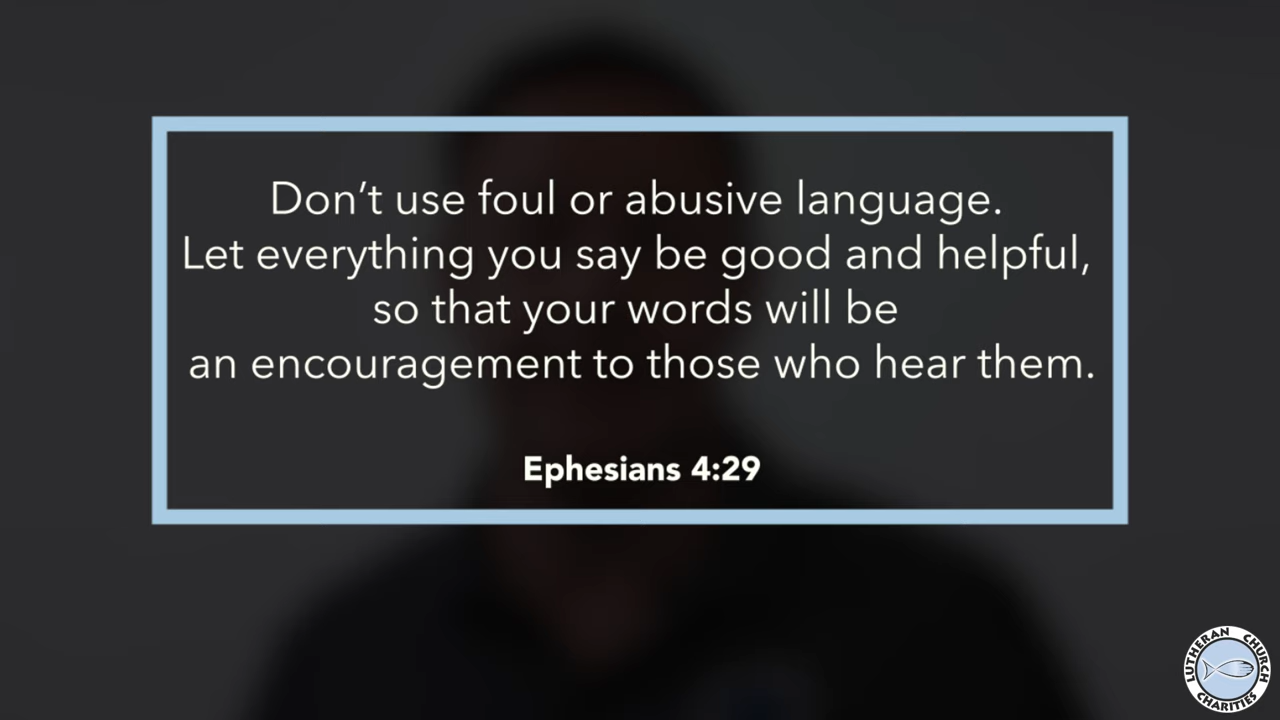 Don't use foul or abusive language.
Let everything you say be good and helpful,
so that your words will be
an encouragement to those who hear them.
Ephesians 4:29
LUTHERAN CHURCH
CHARITIES